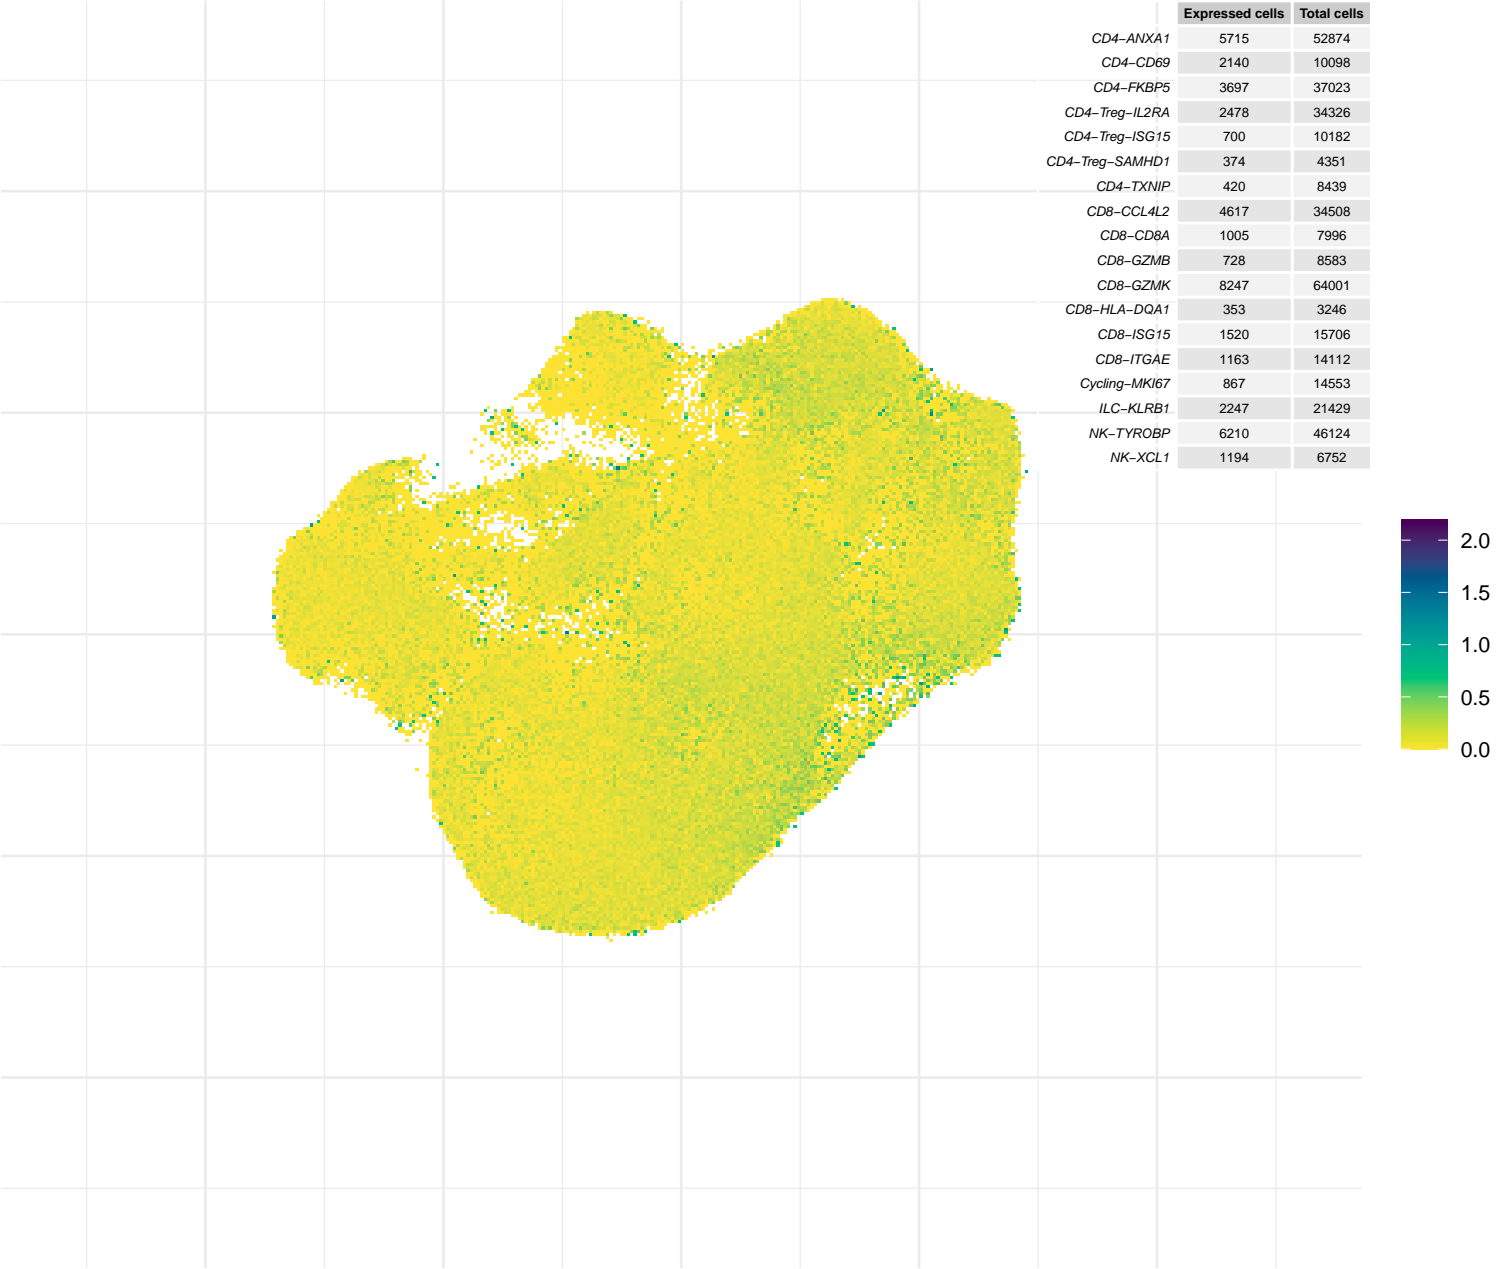 Expressed cells Total cells
CD4−ANXA1 5715 52874
CD4−CD69 2140 10098
CD4−FKBP5 3697 37023
CD4−Treg−IL2RA 2478 34326
CD4−Treg−ISG15 700 10182
CD4−Treg−SAMHD1 374 4351
CD4−TXNIP 420 8439
CD8−CCL4L2 4617 34508
CD8−CD8A 1005 7996
CD8−GZMB 728 8583
CD8−GZMK 8247 64001
CD8−HLA−DQA1 353 3246
CD8−ISG15 1520 15706
CD8−ITGAE 1163 14112
Cycling−MKI67 867 14553
ILC−KLRB1 2247 21429
NK−TYROBP 6210 46124
NK−XCL1 1194 6752
2.0
1.5
1.0
0.5
0.0